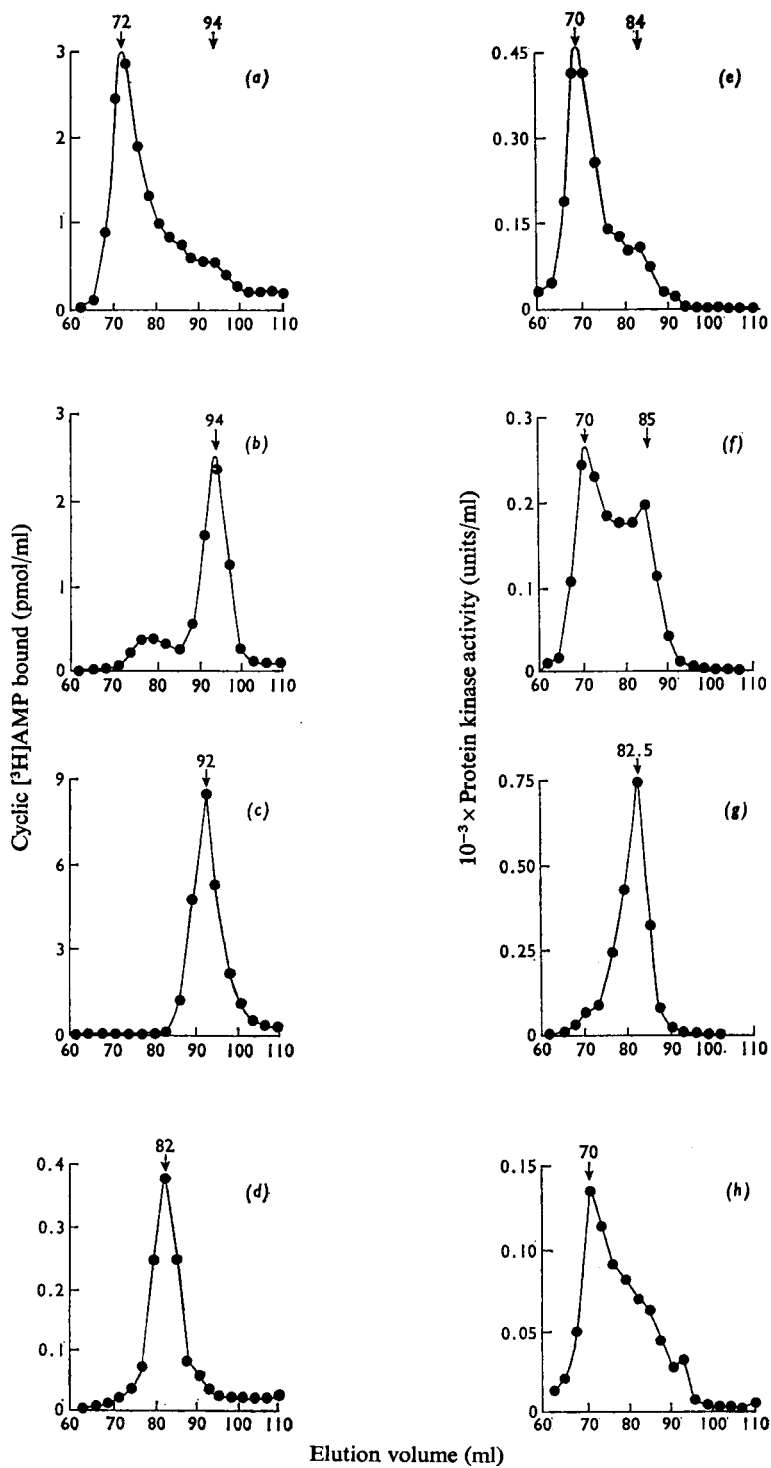 72 94
(a)
3
2
1
0
60 70 80 90 100 110
70 84
(e)
0.45
0.30
0.15
0
60 70 80 90 100 110
94
(b)
3
2
1
0
60 70 80 90 100 110
70 85
(f)
0.3
0.2
0.1
0
60 70 80 90 100 110
Cyclic [³H]AMP bound (pmol/ml)
10⁻³ × Protein kinase activity (units/ml)
92
(c)
9
6
3
0
60 70 80 90 100 110
82.5
(g)
0.75
0.50
0.25
0
60 70 80 90 100 110
82
(d)
0.4
0.3
0.2
0.1
0
60 70 80 90 100 110
70
(h)
0.15
0.10
0.05
0
60 70 80 90 100 110
Elution volume (ml)